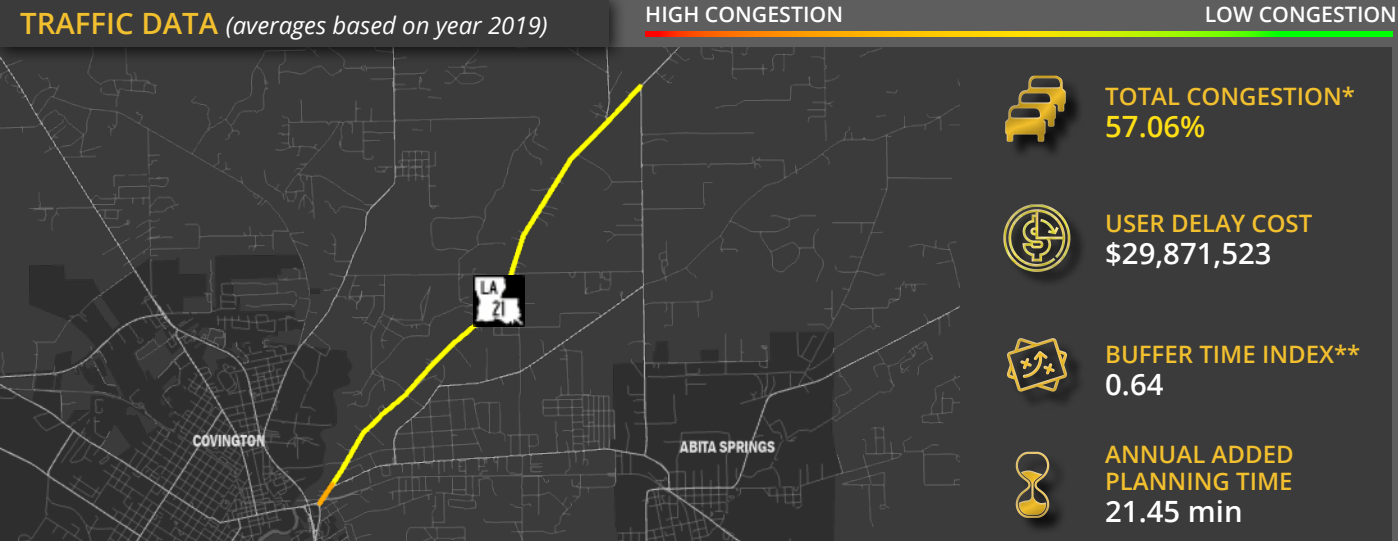 TRAFFIC DATA (averages based on year 2019)
HIGH CONGESTION
LOW CONGESTION
TOTAL CONGESTION*
57.06%
USER DELAY COST
$29,871,523
BUFFER TIME INDEX**
0.64
ANNUAL ADDED
PLANNING TIME
21.45 min
LA
21
COVINGTON
ABITA SPRINGS